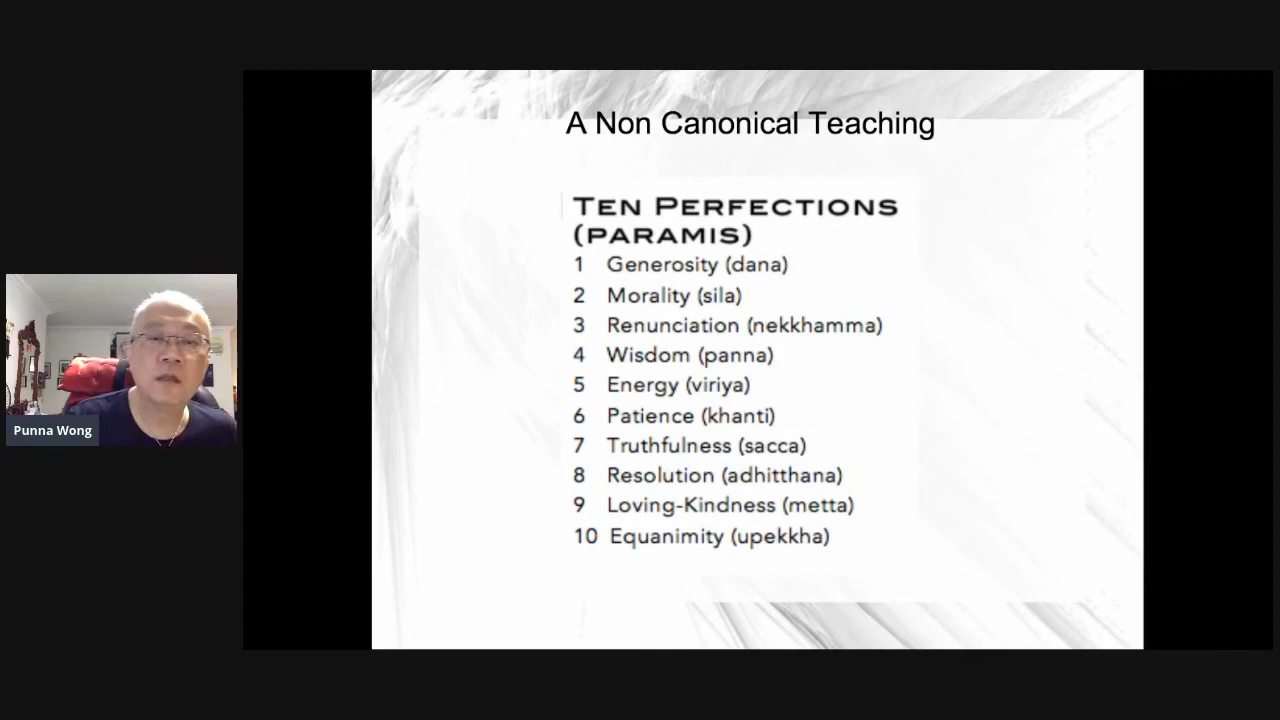 A Non Canonical Teaching
TEN PERFECTIONS
(PARAMIS)
1 Generosity (dana)
2 Morality (sila)
3 Renunciation (nekkhamma)
4 Wisdom (panna)
5 Energy (viriya)
6 Patience (khanti)
7 Truthfulness (sacca)
8 Resolution (adhitthana)
9 Loving-Kindness (metta)
10 Equanimity (upekkha)
Punna Wong